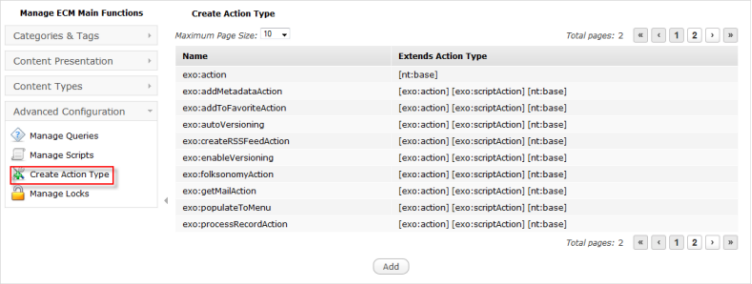 Manage ECM Main Functions
Categories & Tags
Content Presentation
Content Types
Advanced Configuration
Manage Queries
Manage Scripts
Create Action Type
Manage Locks
Create Action Type
Maximum Page Size: 10
Total pages: 2 « ‹ 1 2 › »
Name Extends Action Type
exo:action [nt:base]
exo:addMetadataAction [exo:action] [exo:scriptAction] [nt:base]
exo:addToFavoriteAction [exo:action] [exo:scriptAction] [nt:base]
exo:autoVersioning [exo:action] [exo:scriptAction] [nt:base]
exo:createRSSFeedAction [exo:action] [exo:scriptAction] [nt:base]
exo:enableVersioning [exo:action] [exo:scriptAction] [nt:base]
exo:folksonomyAction [exo:action] [exo:scriptAction] [nt:base]
exo:getMailAction [exo:action] [exo:scriptAction] [nt:base]
exo:populateToMenu [exo:action] [exo:scriptAction] [nt:base]
exo:processRecordAction [exo:action] [exo:scriptAction] [nt:base]
Total pages: 2 « ‹ 1 2 › »
Add